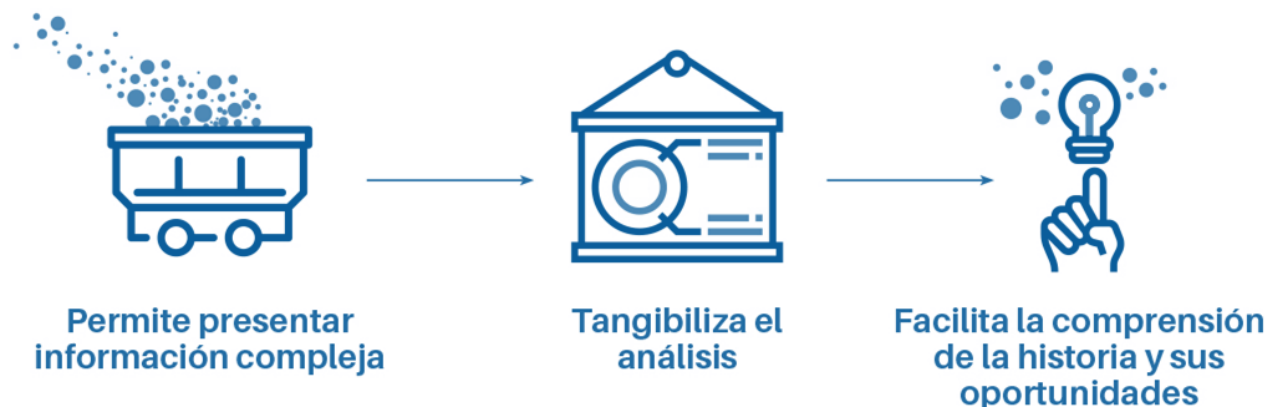 Permite presentar
información compleja
Tangibiliza el
análisis
Facilita la comprensión
de la historia y sus
oportunidades